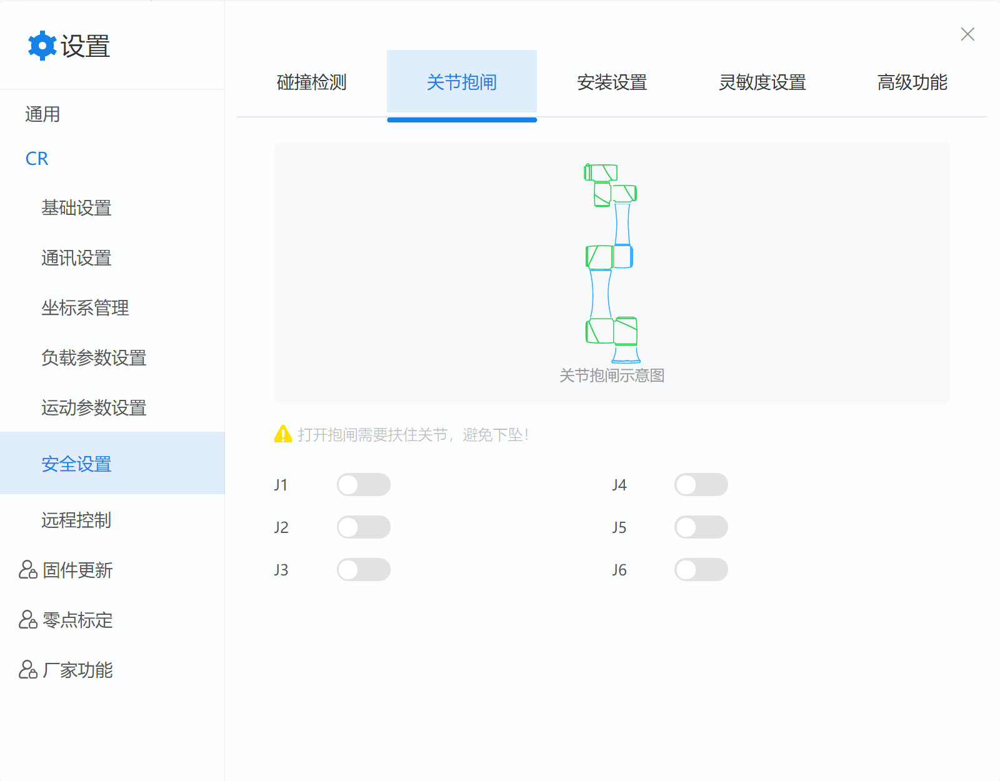 设置
通用
CR
基础设置
通讯设置
坐标系管理
负载参数设置
运动参数设置
安全设置
远程控制
固件更新
零点标定
厂家功能
碰撞检测 关节抱闸 安装设置 灵敏度设置 高级功能
关节抱闸示意图
打开抱闸需要扶住关节，避免下坠！
J1 J4
J2 J5
J3 J6